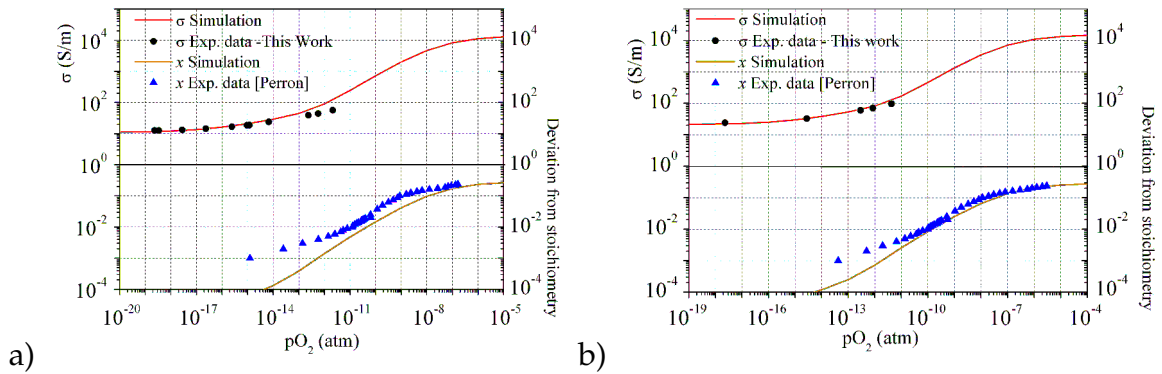 σ Simulation
σ Exp. data -This Work
x Simulation
x Exp. data [Perron]
σ (S/m)
10^4
10^2
10^0
10^-2
10^-4
10^4
10^2
10^0
10^-2
10^-4
Deviation from stoichiometry
10^-20 10^-17 10^-14 10^-11 10^-8 10^-5
pO₂ (atm)
a)
σ Simulation
σ Exp. data - This work
x Simulation
x Exp. data [Perron]
σ (S/m)
10^4
10^2
10^0
10^-2
10^-4
10^4
10^2
10^0
10^-2
10^-4
Deviation from stoichiometry
10^-19 10^-16 10^-13 10^-10 10^-7 10^-4
pO₂ (atm)
b)